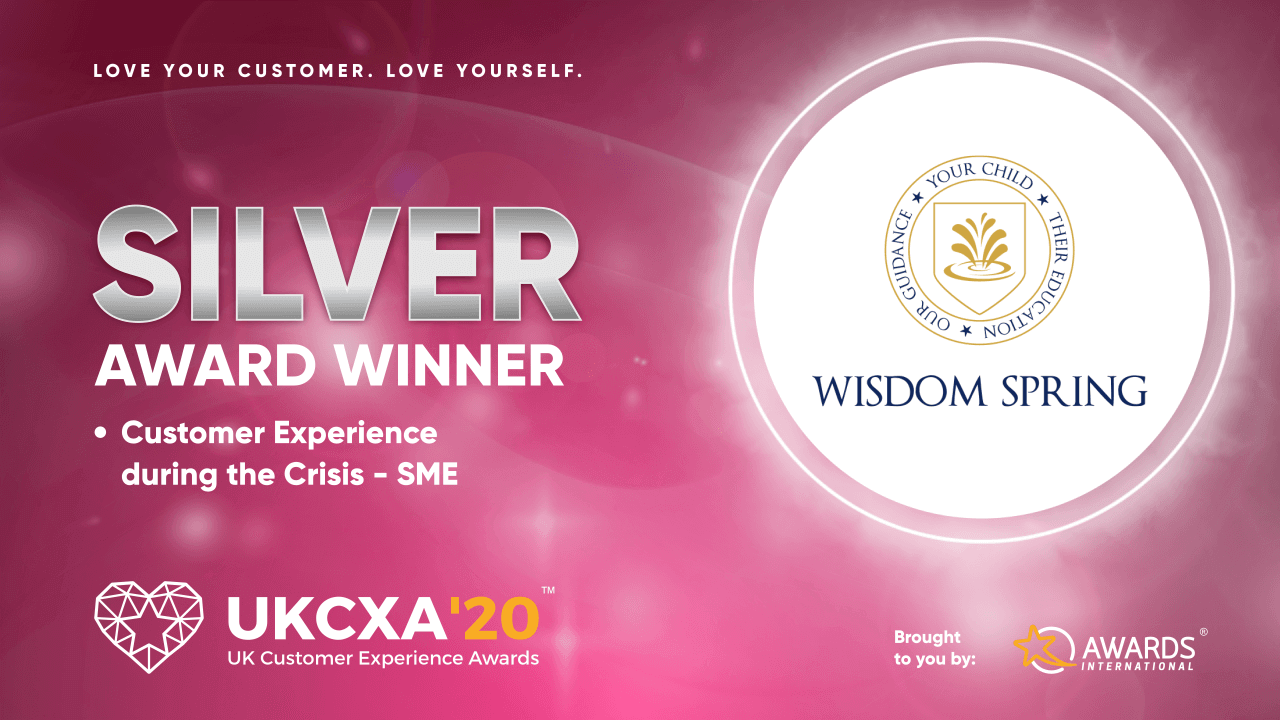 LOVE YOUR CUSTOMER. LOVE YOURSELF.
SILVER
AWARD WINNER
• Customer Experience
during the Crisis - SME
UKCXA'20™
UK Customer Experience Awards
YOUR CHILD ★ THEIR EDUCATION ★ OUR GUIDANCE ★
WISDOM SPRING
Brought
to you by:
AWARDS®
INTERNATIONAL